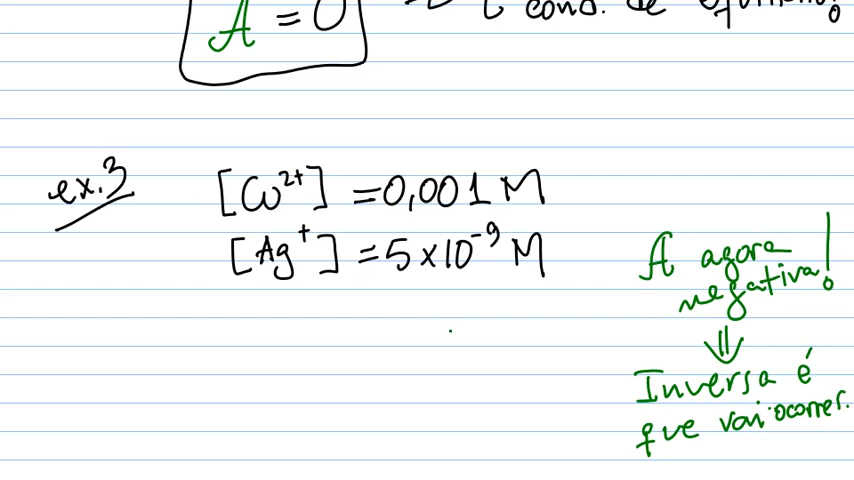 A = 0 cond. de
ex.3 [Cu²⁺] = 0,001 M
[Ag⁺] = 5 x 10⁻⁹ M
A agora
negativa!
⇓
Inversa é
que vai ocorrer.